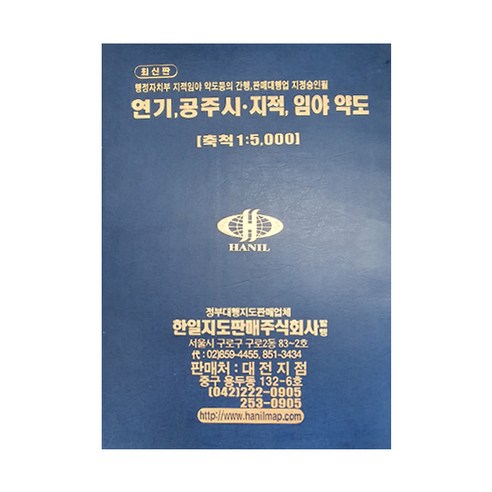 최신판
행정자치부 지적임야 약도등의 간행, 판매대행업 지정승인필
연기, 공주시·지적, 임야 약도
[축척 1:5,000]
HANIL
정부대행지도판매업체
한일지도판매주식회사
서울시 구로구 구로2동 83~2호
代: 02)859-4455, 851-3434
판매처: 대전지점
중구 용두동 132-6호
(042)222-0905
253-0905
http://www.hanilmap.com